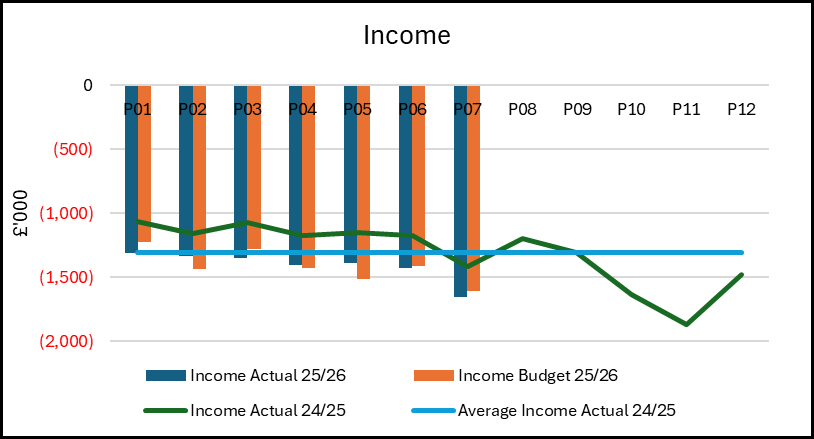 Income
0
P01 P02 P03 P04 P05 P06 P07 P08 P09 P10 P11 P12
(500)
(1,000)
(1,500)
(2,000)
£'000
Income Actual 25/26 Income Budget 25/26
Income Actual 24/25 Average Income Actual 24/25